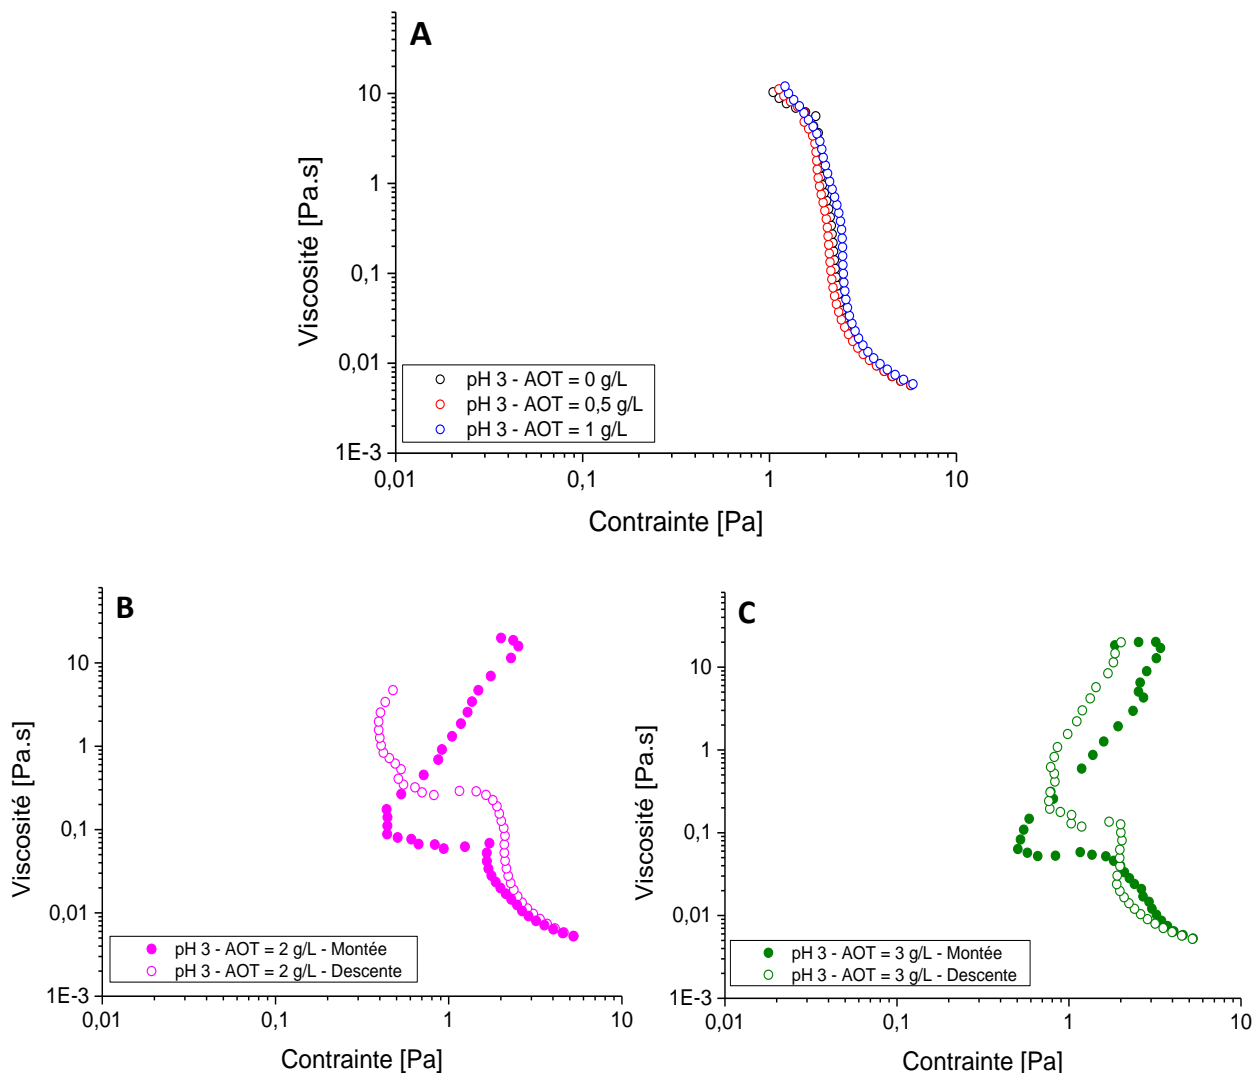 A
Viscosité [Pa.s]
10
1
0,1
0,01
1E-3
pH 3 - AOT = 0 g/L
pH 3 - AOT = 0,5 g/L
pH 3 - AOT = 1 g/L
0,01
0,1
1
10
Contrainte [Pa]
B
Viscosité [Pa.s]
10
1
0,1
0,01
1E-3
pH 3 - AOT = 2 g/L - Montée
pH 3 - AOT = 2 g/L - Descente
0,01
0,1
1
10
Contrainte [Pa]
C
Viscosité [Pa.s]
10
1
0,1
0,01
1E-3
pH 3 - AOT = 3 g/L - Montée
pH 3 - AOT = 3 g/L - Descente
0,01
0,1
1
10
Contrainte [Pa]